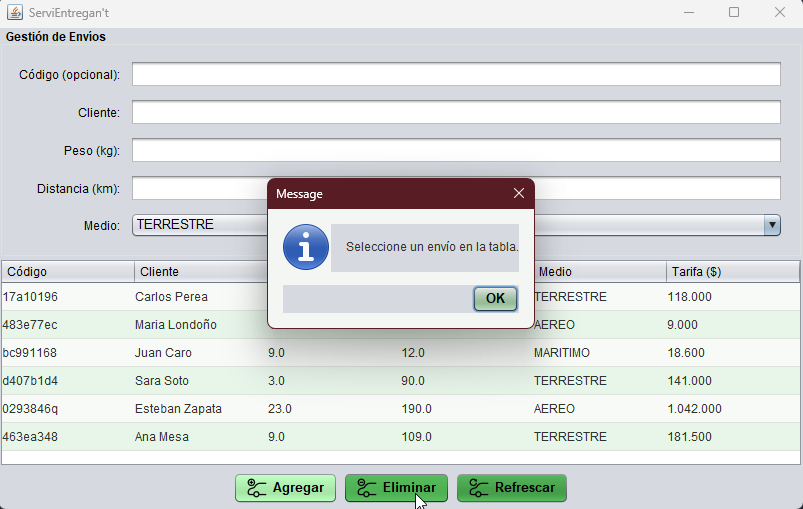 ServiEntregan't
Gestión de Envíos
Código (opcional):
Cliente:
Peso (kg):
Distancia (km):
Medio: TERRESTRE
Message
Seleccione un envío en la tabla.
OK
Código Cliente Medio Tarifa ($)
17a10196 Carlos Perea TERRESTRE 118.000
483e77ec Maria Londoño AEREO 9.000
bc991168 Juan Caro 9.0 12.0 MARITIMO 18.600
d407b1d4 Sara Soto 3.0 90.0 TERRESTRE 141.000
0293846q Esteban Zapata 23.0 190.0 AEREO 1.042.000
463ea348 Ana Mesa 9.0 109.0 TERRESTRE 181.500
Agregar Eliminar Refrescar